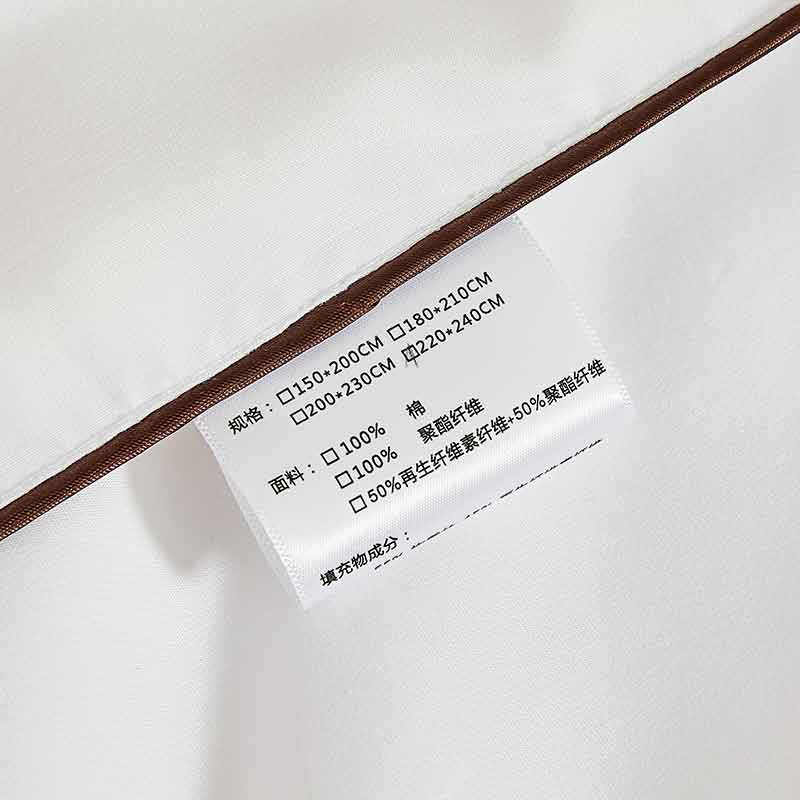 规格：□150*200CM □180*210CM
□200*230CM ☑220*240CM
面料：□100% 棉
□100% 聚酯纤维
□50%再生纤维素纤维+50%聚酯纤维
填充物成分：